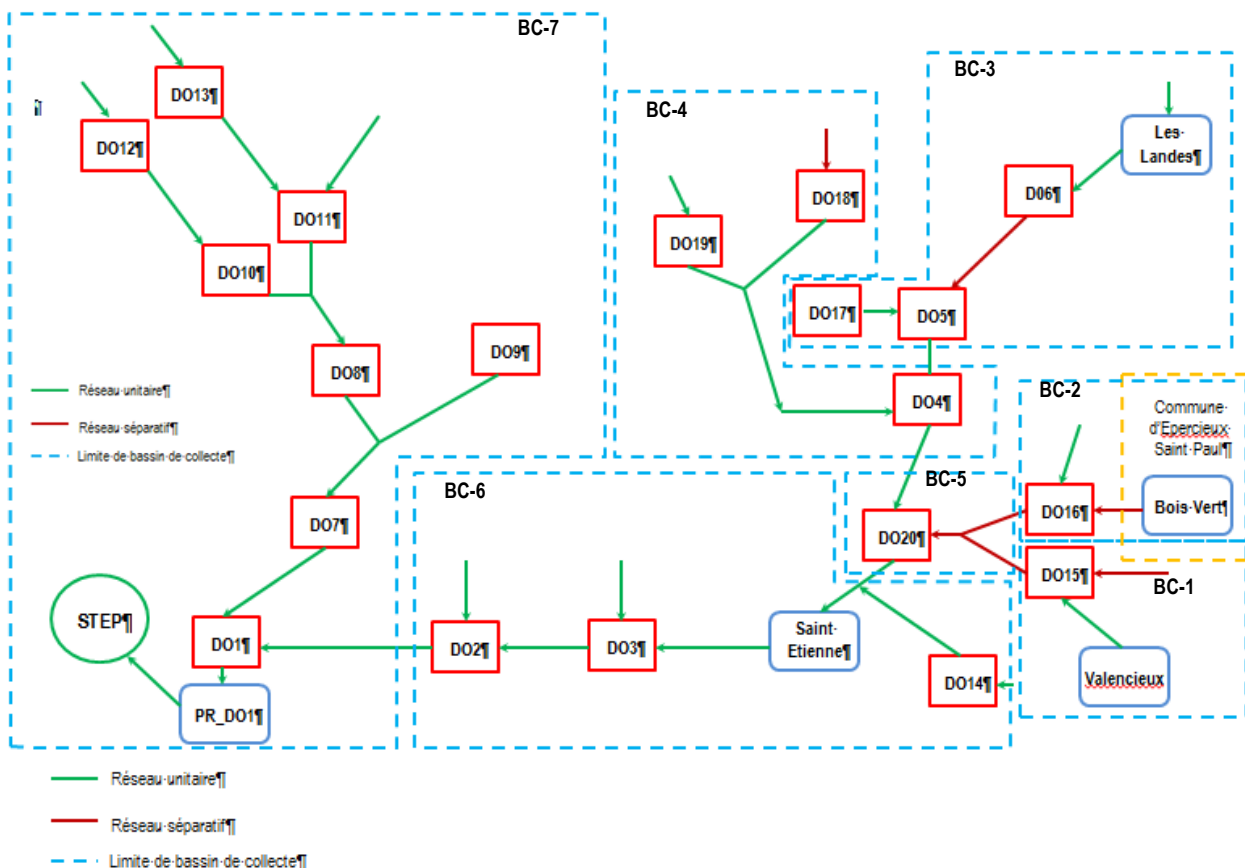 BC-7
DO13¶
¶
DO12¶
DO11¶
DO10¶
DO9¶
DO8¶
Réseau·unitaire¶
Réseau·séparatif¶
Limite·de·bassin·de·collecte¶
DO7¶
STEP¶
DO1¶
PR_DO1¶
BC-4
DO18¶
DO19¶
BC-3
Les·
Landes¶
D06¶
DO17¶
DO5¶
DO4¶
BC-2
Commune·
d'Epercieux·
Saint·Paul¶
Bois·Vert¶
DO16¶
BC-5
DO20¶
DO15¶
BC-1
Valencieux
BC-6
DO2¶
DO3¶
Saint·
Etienne¶
DO14¶
Réseau·unitaire¶
Réseau·séparatif¶
Limite·de·bassin·de·collecte¶